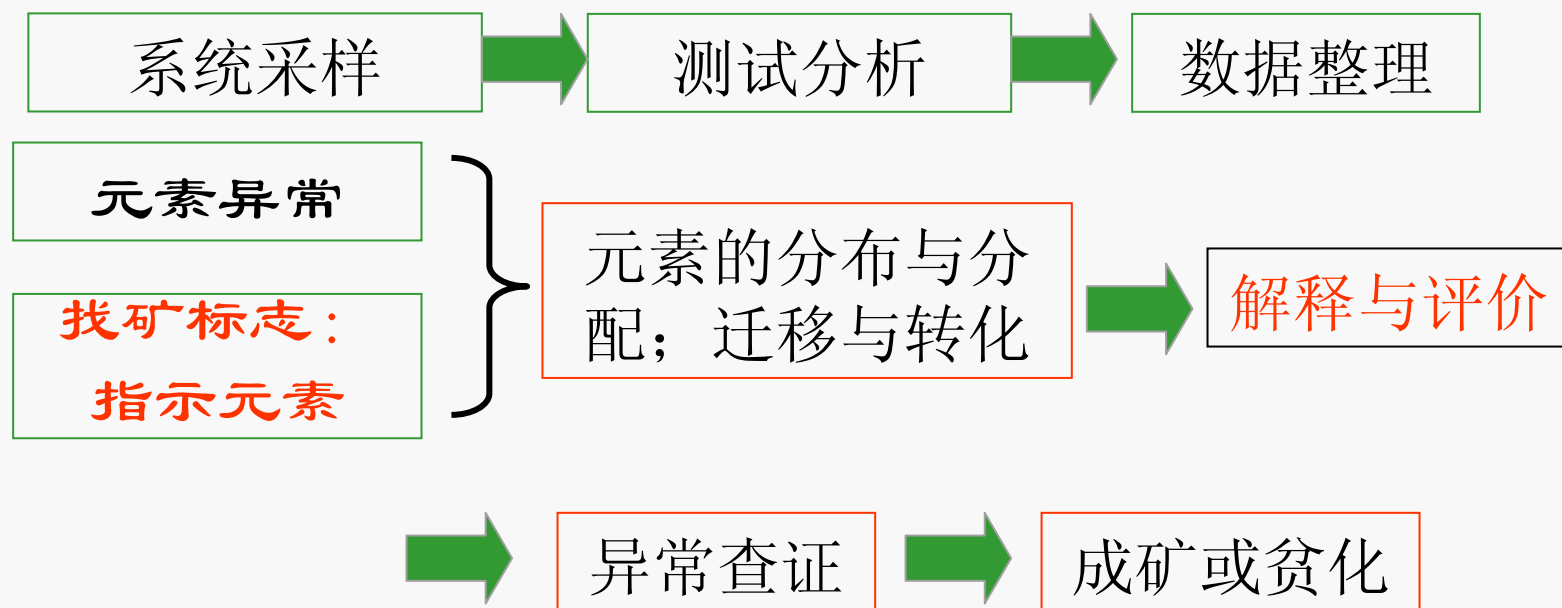 系统采样
测试分析
数据整理
元素异常
找矿标志：
指示元素
元素的分布与分
配；迁移与转化
解释与评价
异常查证
成矿或贫化